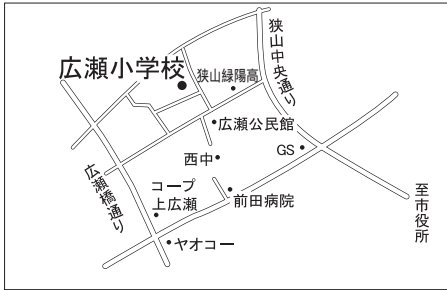 広瀬小学校
狭山緑陽高
狭山中央通り
広瀬公民館
西中
GS
広瀬橋通り
コープ
上広瀬
前田病院
ヤオコー
至市役所